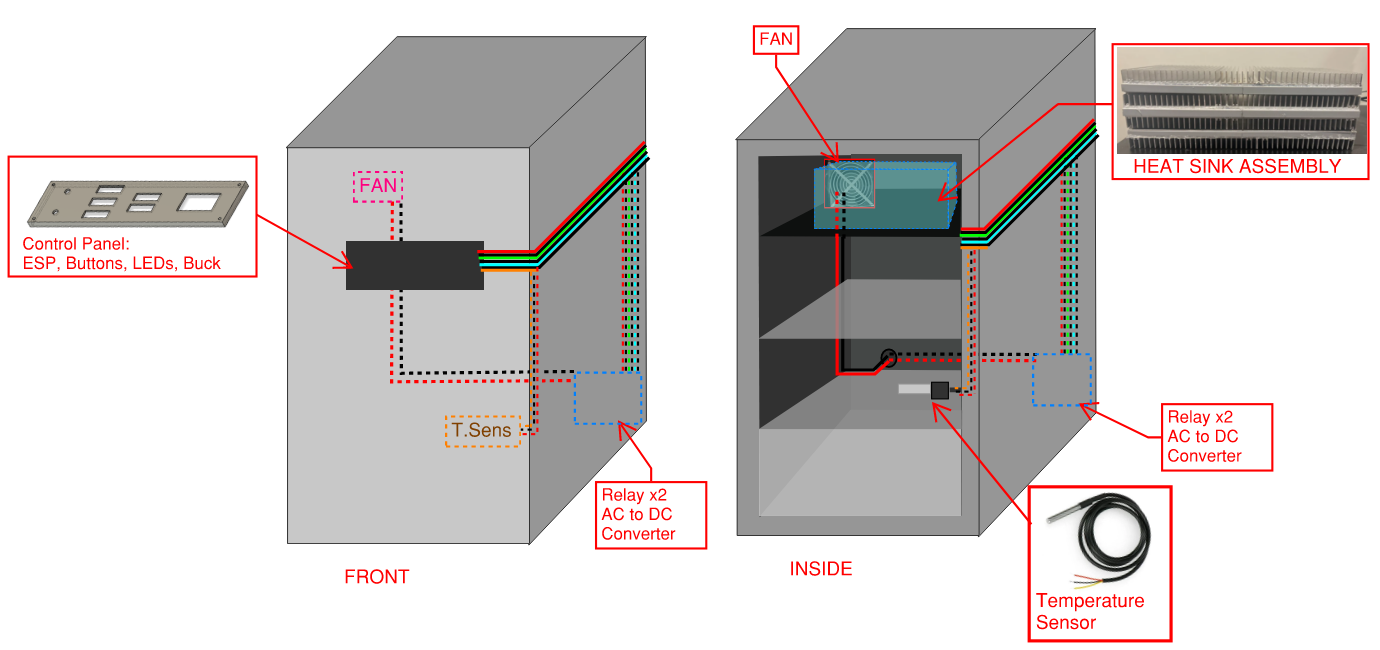 FAN
Control Panel:
ESP, Buttons, LEDs, Buck
T.Sens
Relay x2
AC to DC
Converter
FRONT
FAN
HEAT SINK ASSEMBLY
Relay x2
AC to DC
Converter
Temperature
Sensor
INSIDE